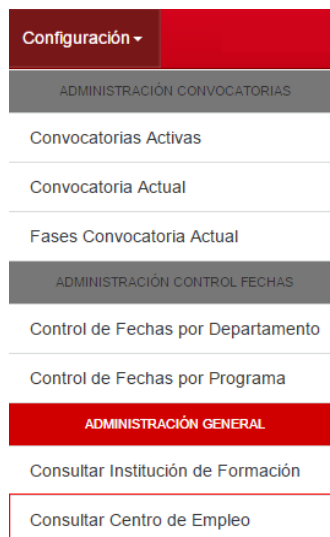 Configuración
ADMINISTRACIÓN CONVOCATORIAS
Convocatorias Activas
Convocatoria Actual
Fases Convocatoria Actual
ADMINISTRACIÓN CONTROL FECHAS
Control de Fechas por Departamento
Control de Fechas por Programa
ADMINISTRACIÓN GENERAL
Consultar Institución de Formación
Consultar Centro de Empleo